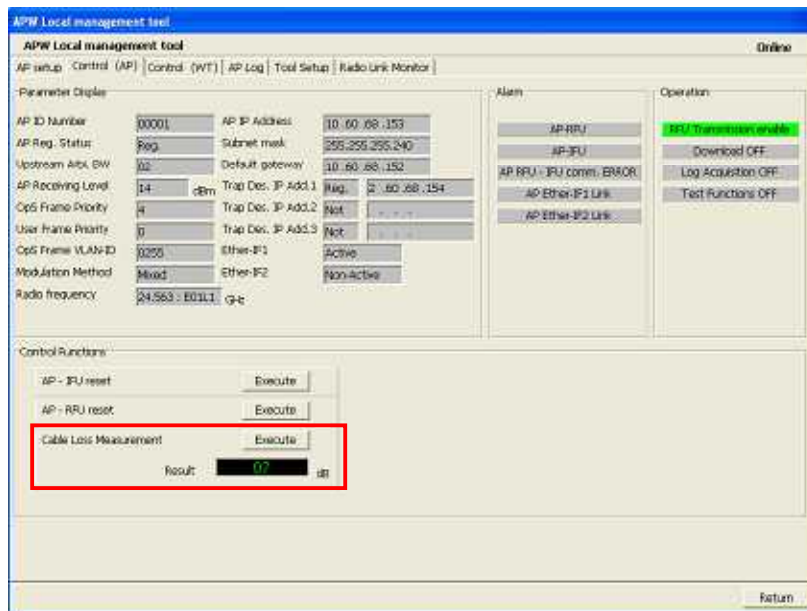 APW Local management tool
APW Local management tool
Online
AP setup
Control (AP)
Control (WT)
AP Log
Tool Setup
Radio Link Monitor
Parameter Display
AP ID Number
00001
AP IP Address
10 .60 .68 .153
AP Reg. Status
Reg.
Subnet mask
255.255.255.240
Upstream Arbi. BW
02
Default gateway
10 .60 .68 .152
AP Receiving Level
14
dBm
Trap Des. IP Add.1
Reg.
2 .60 .68 .154
OpS Frame Priority
4
Trap Des. IP Add.2
Not
. . .
User Frame Priority
0
Trap Des. IP Add.3
Not
. . .
OpS Frame VLAN-ID
0255
Ether-IF1
Active
Modulation Method
Mixed
Ether-IF2
Non-Active
Radio frequency
24.563 : E01L1
GHz
Alarm
AP-RFU
AP-IFU
AP RFU - IFU comm. ERROR
AP Ether-IF1 Link
AP Ether-IF2 Link
Operation
RFU Transmission enable
Download OFF
Log Acquistion OFF
Test Functions OFF
Control Functions
AP - IFU reset
Execute
AP - RFU reset
Execute
Cable Loss Measurement
Execute
Result
07
dB
Return